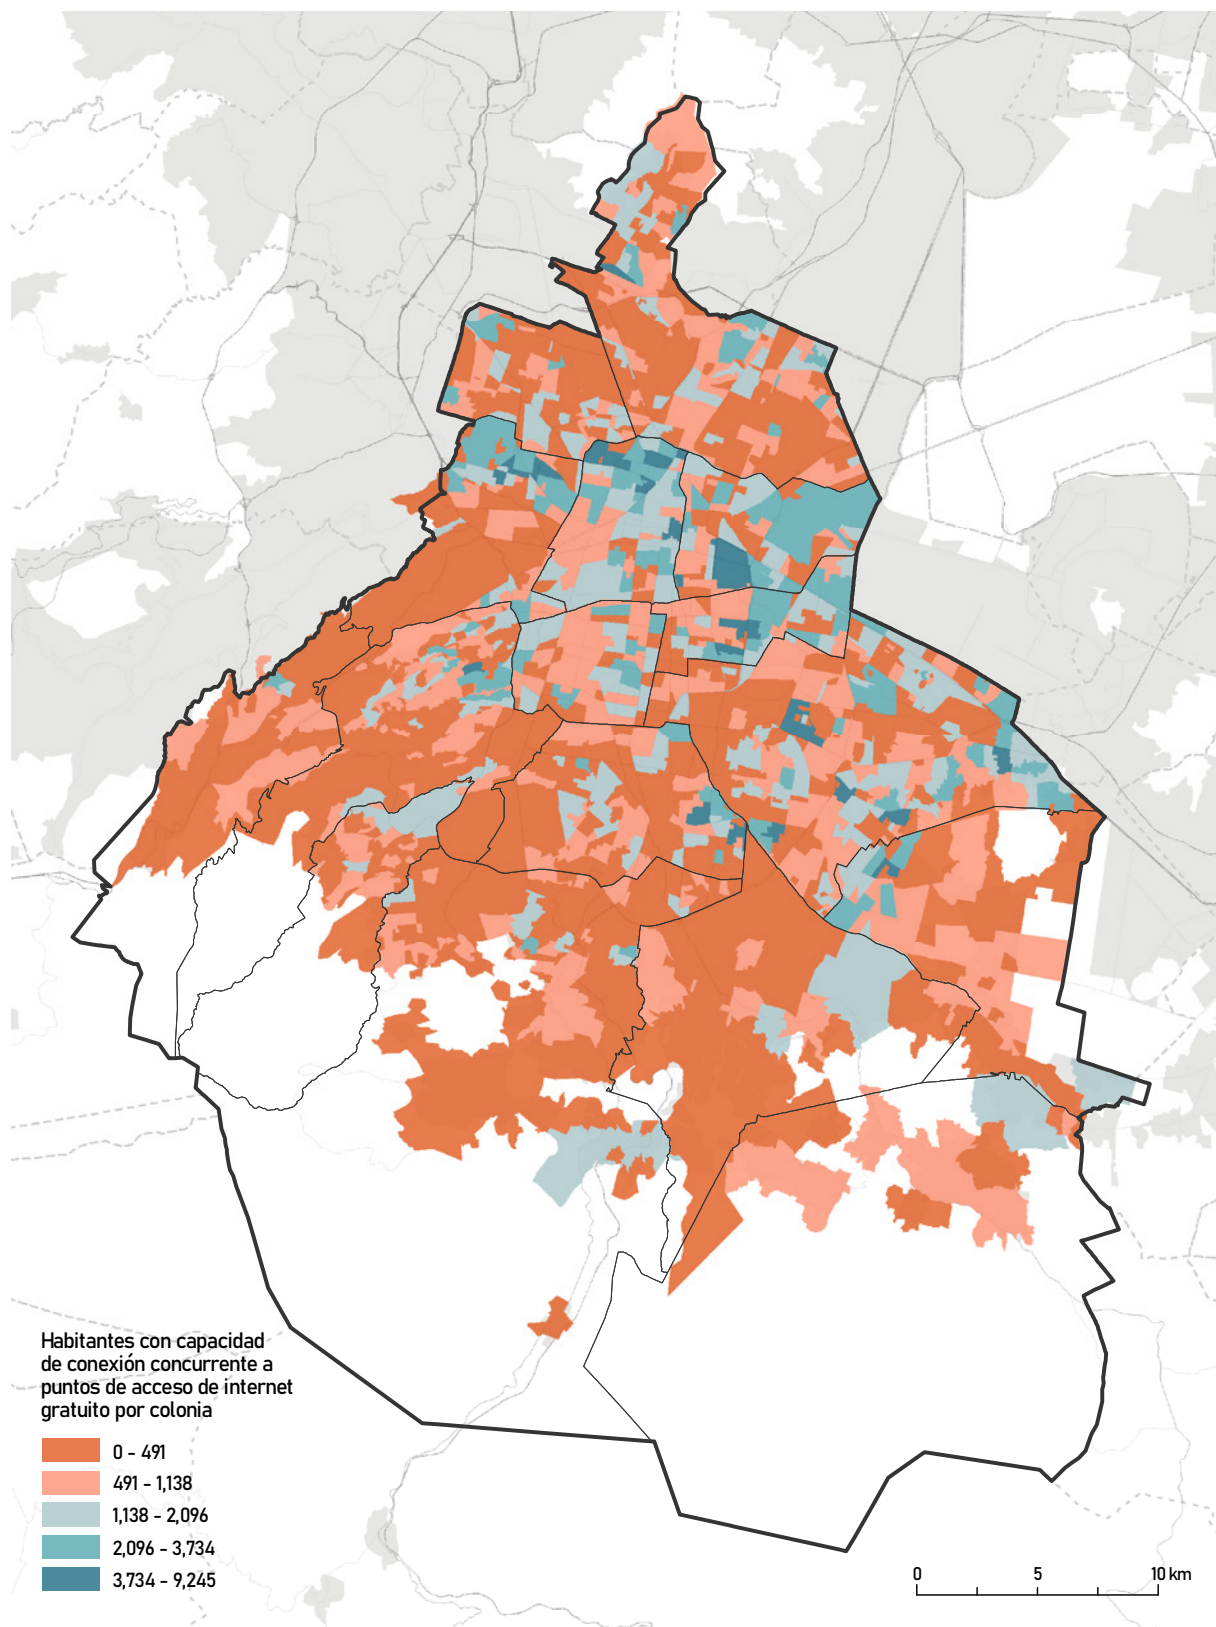 Habitantes con capacidad
de conexión concurrente a
puntos de acceso de internet
gratuito por colonia
0 - 491
491 - 1,138
1,138 - 2,096
2,096 - 3,734
3,734 - 9,245
0 5 10 km